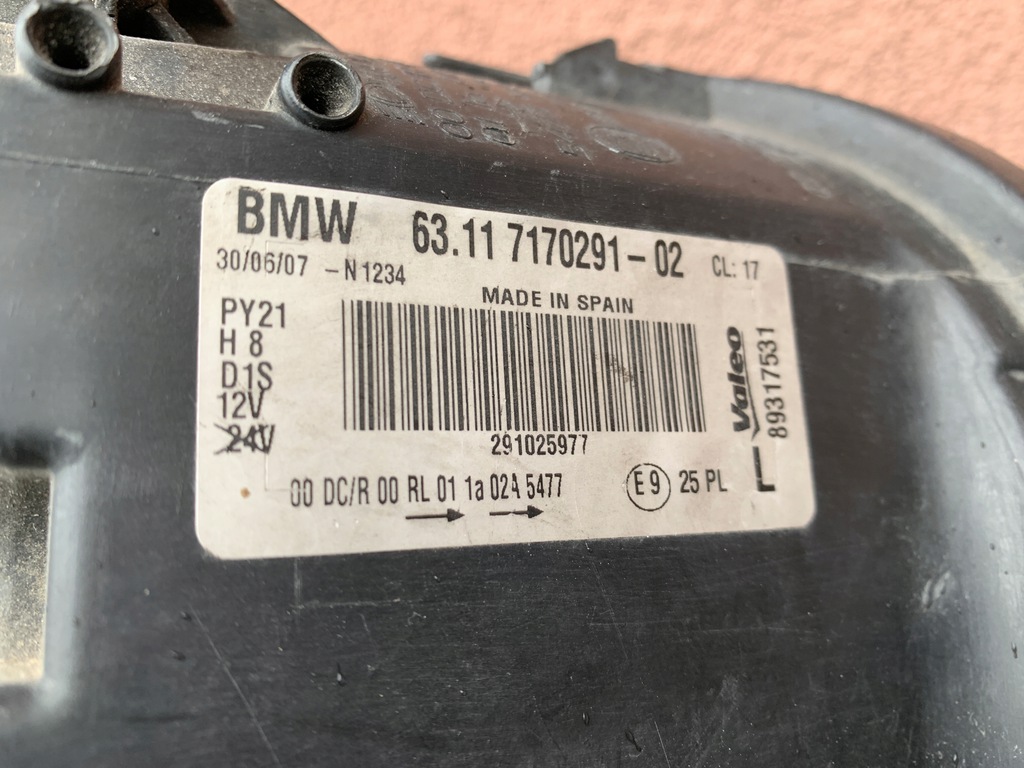 BMW 63.11 7170291-02 CL: 17
30/06/07 -N1234
MADE IN SPAIN
PY21
H 8
D1S
12V
24V
291025977
Valeo
89317531
00 DC/R 00 RL 01 1a 02A 5477
E9 25 PL
L